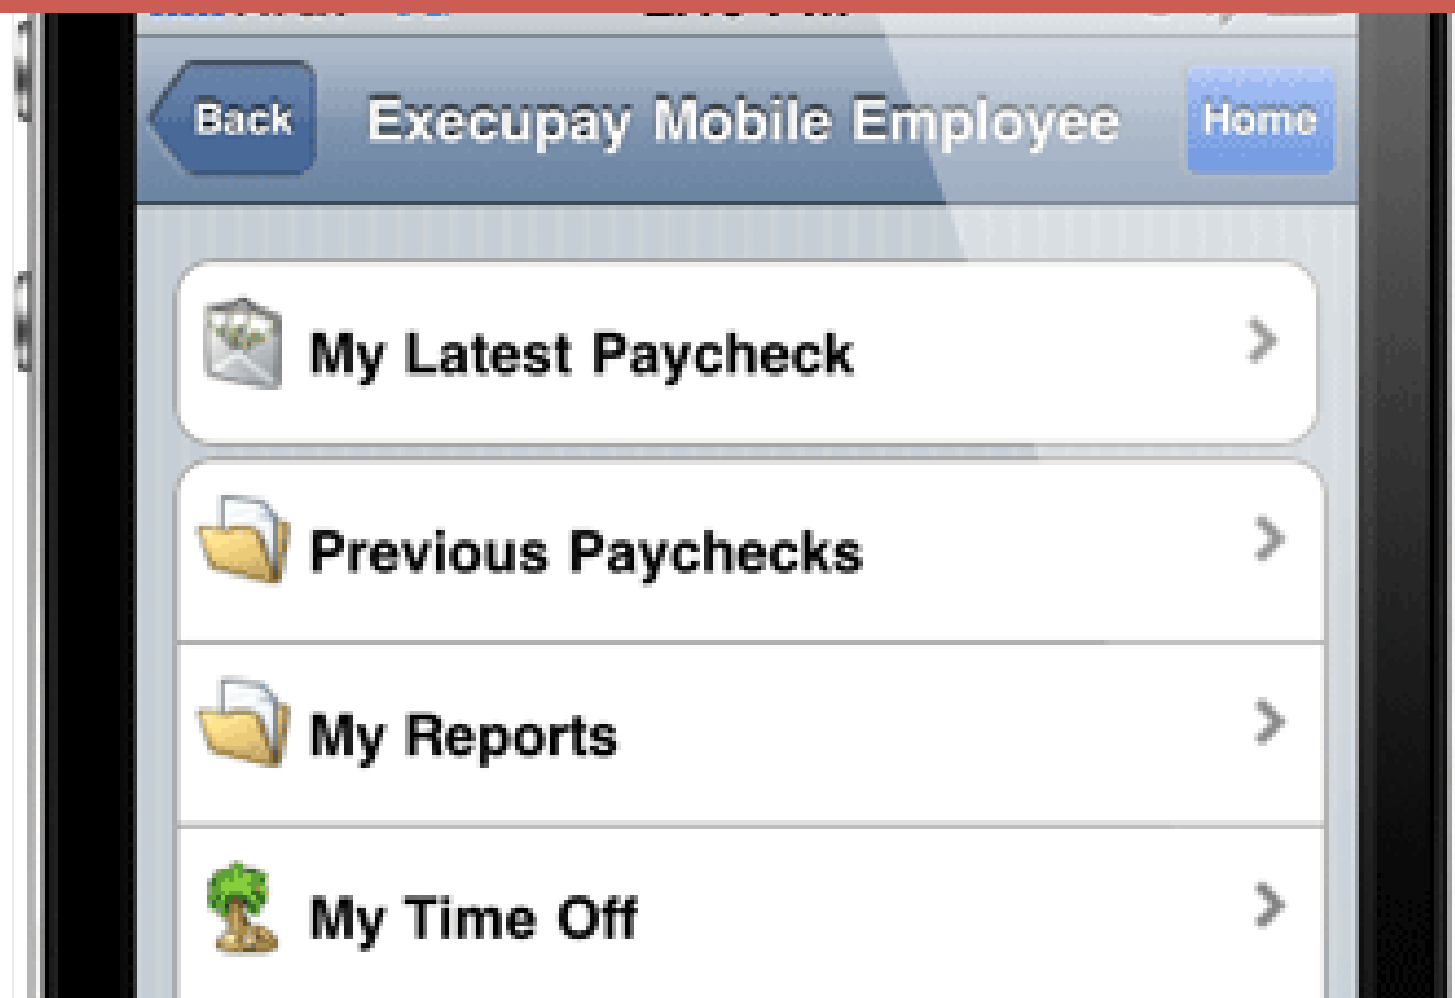 Back
Execupay Mobile Employee
Home
My Latest Paycheck
Previous Paychecks
My Reports
My Time Off